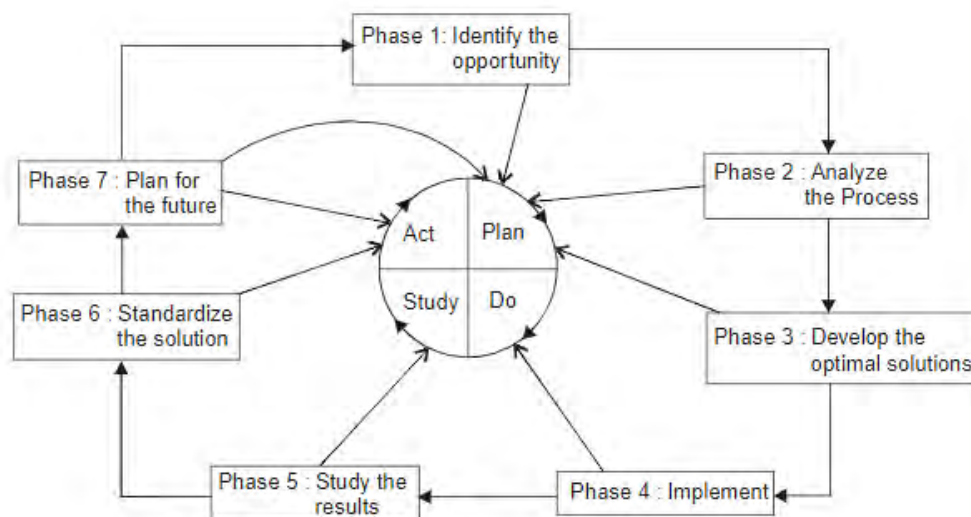 Phase 1: Identify the
opportunity
Phase 2 : Analyze
the Process
Phase 3 : Develop the
optimal solutions
Phase 4 : Implement
Phase 5 : Study the
results
Phase 6 : Standardize
the solution
Phase 7 : Plan for
the future
Act
Plan
Study
Do